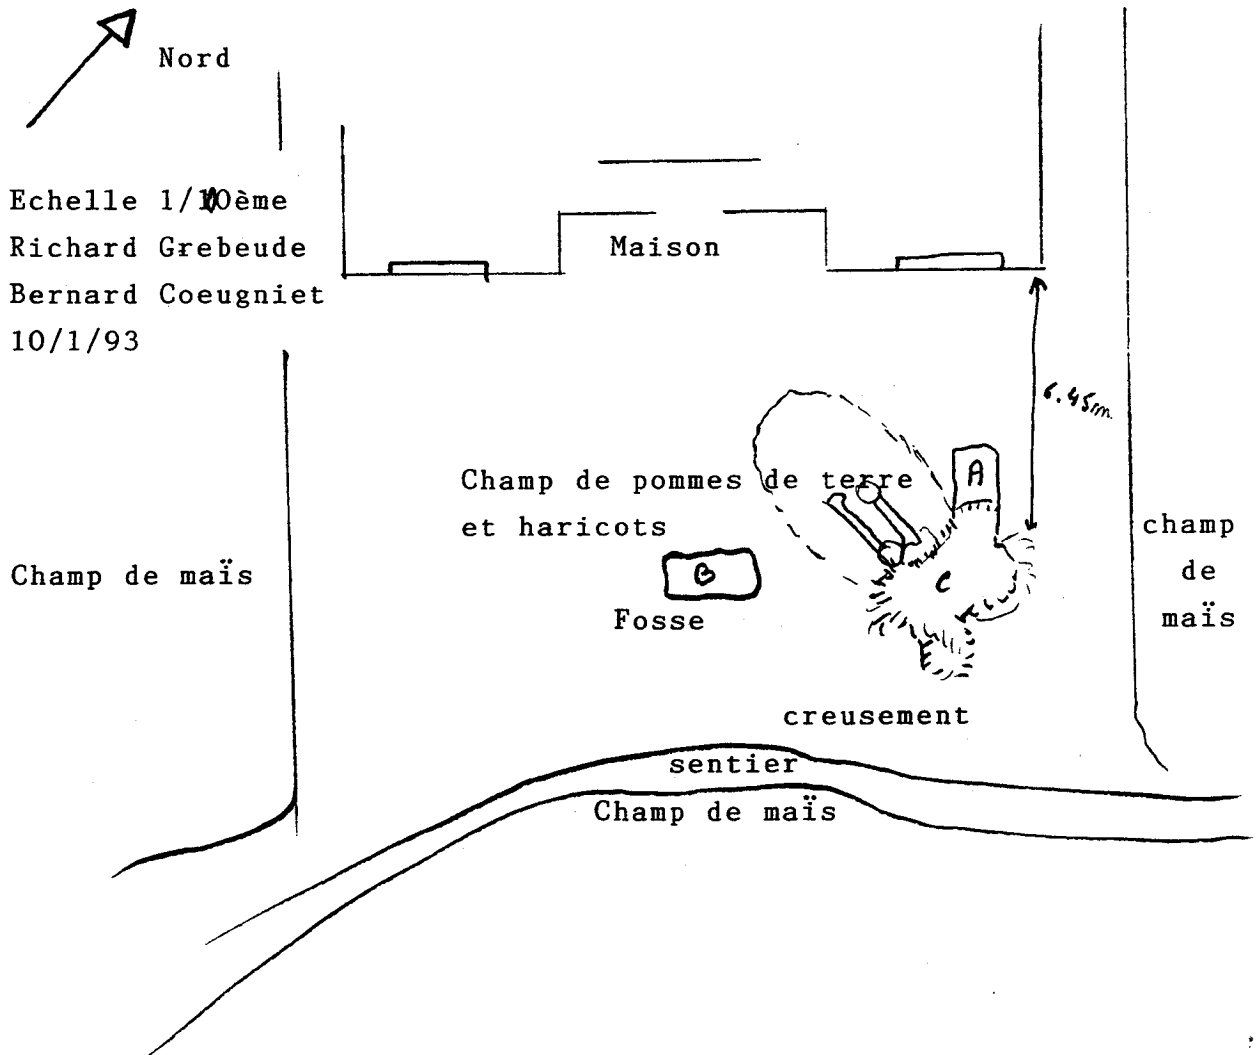 Nord
Echelle 1/10ème
Richard Grebeude
Bernard Coeugniet
10/1/93
Maison
6.45m
Champ de pommes de terre
et haricots
A
B
C
Fosse
Champ de maïs
champ
de
maïs
creusement
sentier
Champ de maïs